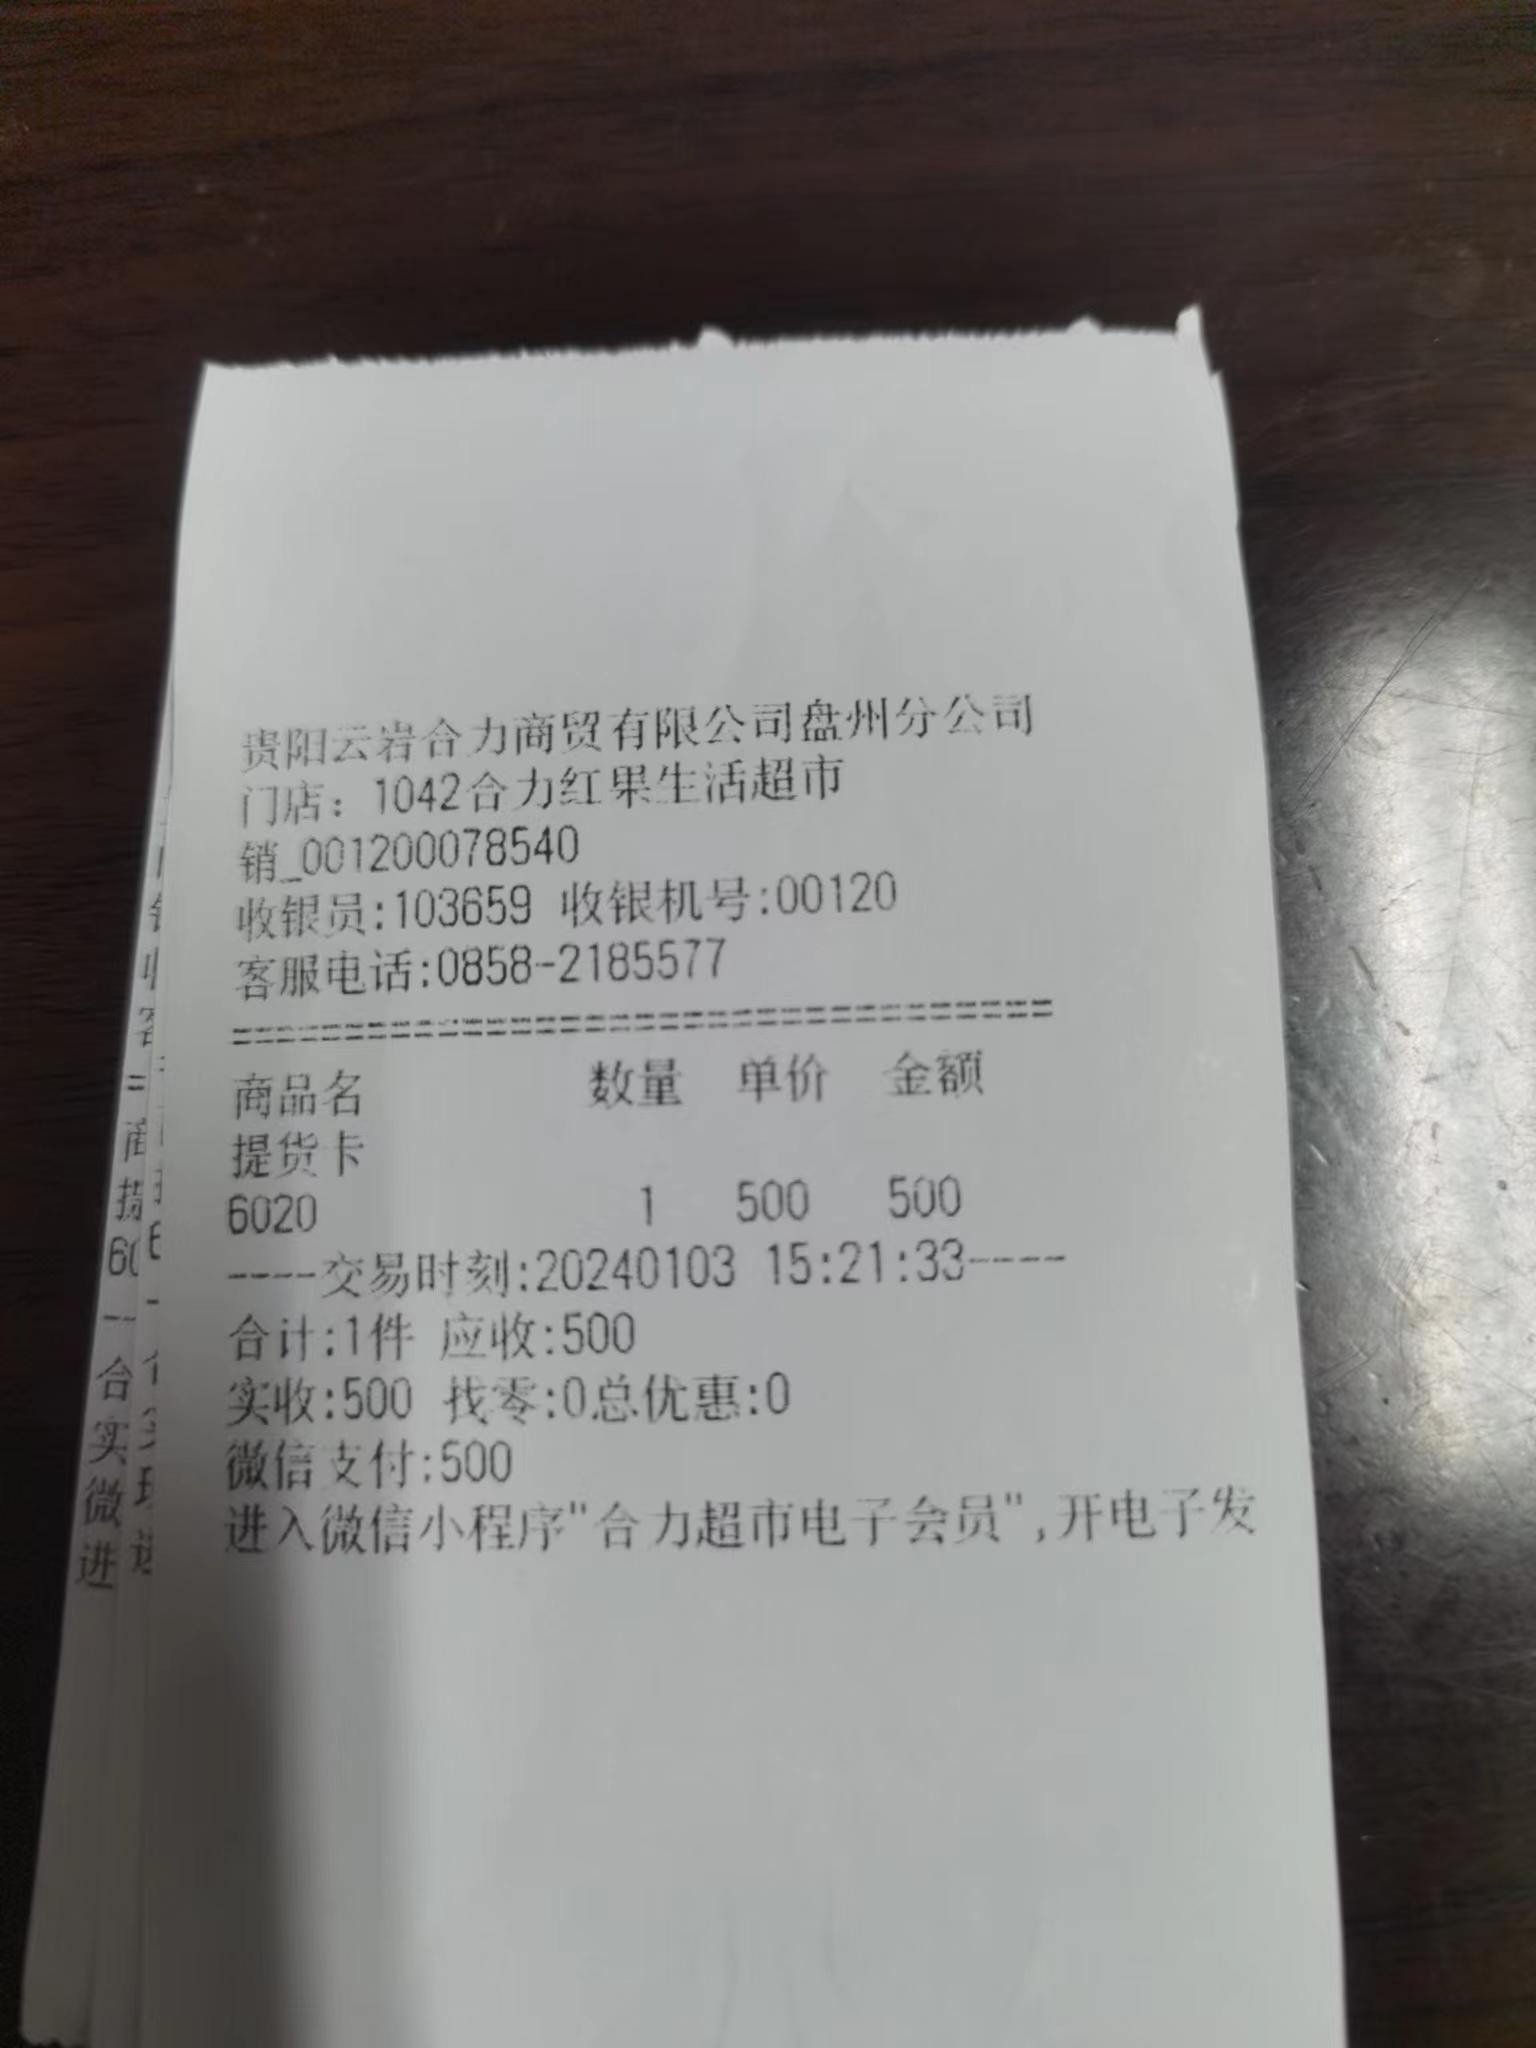 贵阳云岩合力商贸有限公司盘州分公司
门店：1042合力红果生活超市
销_001200078540
收银员:103659 收银机号:00120
客服电话:0858-2185577
==================================
商品名 数量 单价 金额
提货卡
6020 1 500 500
----交易时刻:20240103 15:21:33----
合计:1件 应收:500
实收:500 找零:0总优惠:0
微信支付:500
进入微信小程序"合力超市电子会员",开电子发